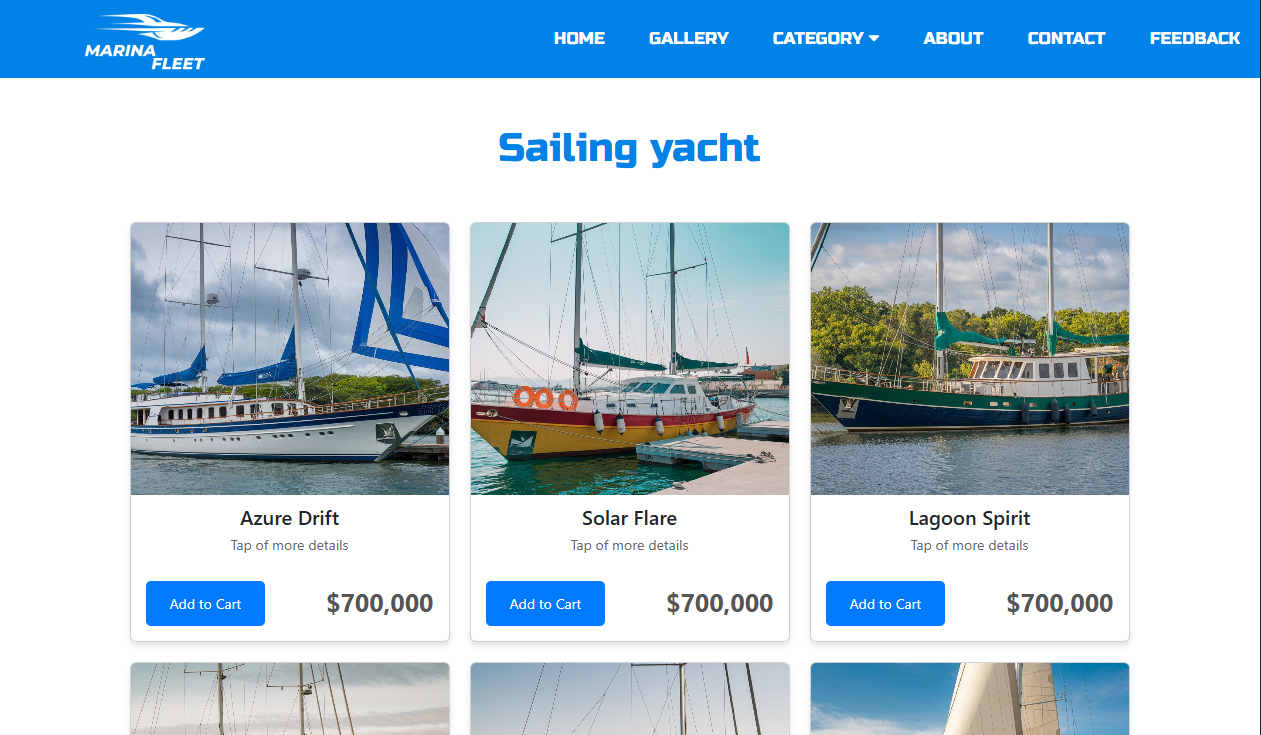 MARINA
FLEET
HOME GALLERY CATEGORY ABOUT CONTACT FEEDBACK
Sailing yacht
Azure Drift
Tap of more details
Add to Cart $700,000
Solar Flare
Tap of more details
Add to Cart $700,000
Lagoon Spirit
Tap of more details
Add to Cart $700,000